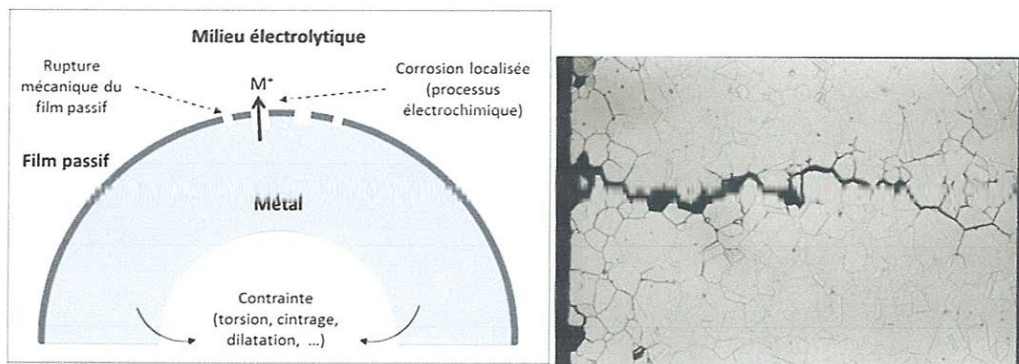 Milieu électrolytique
Rupture
mécanique du
film passif
M⁺
Corrosion localisée
(processus
électrochimique)
Film passif
Métal
Contrainte
(torsion, cintrage,
dilatation, ...)